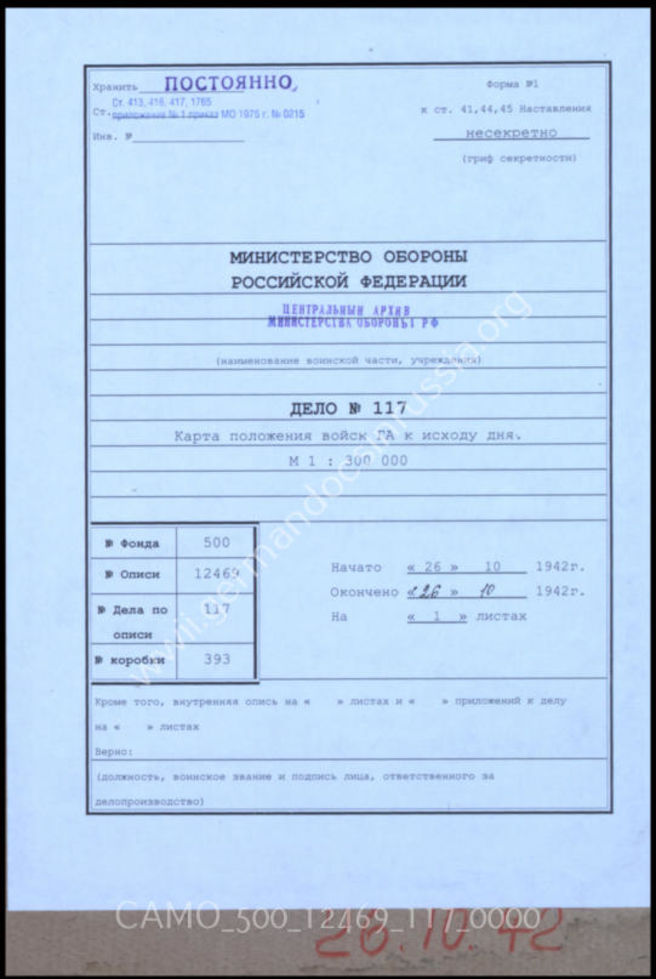 Хранить ПОСТОЯННО
Ст. 413, 416, 417, 1765
Ст. приложения № 1 приказ МО 1975 г. № 0215
Инв. №
Форма №1
к ст. 41,44,45 Наставления
несекретно
(гриф секретности)
МИНИСТЕРСТВО ОБОРОНЫ
РОССИЙСКОЙ ФЕДЕРАЦИИ
ЦЕНТРАЛЬНЫЙ АРХИВ
МИНИСТЕРСТВА ОБОРОНЫ РФ
(наименование воинской части, учреждения)
ДЕЛО № 117
Карта положения войск ГА к исходу дня.
М 1 : 300 000
№ Фонда 500
№ Описи 12469
№ Дела по описи 117
№ коробки 393
Начато « 26 » 10 1942г.
Окончено « 26 » 10 1942г.
На « 1 » листах
Кроме того, внутренняя опись на « » листах и « » приложений к делу
на « » листах
Верно:
(должность, воинское звание и подпись лица, ответственного за
делопроизводство)
www.germandocsinrussia.org
CAMO_500_12469_117_0000
26.10.42